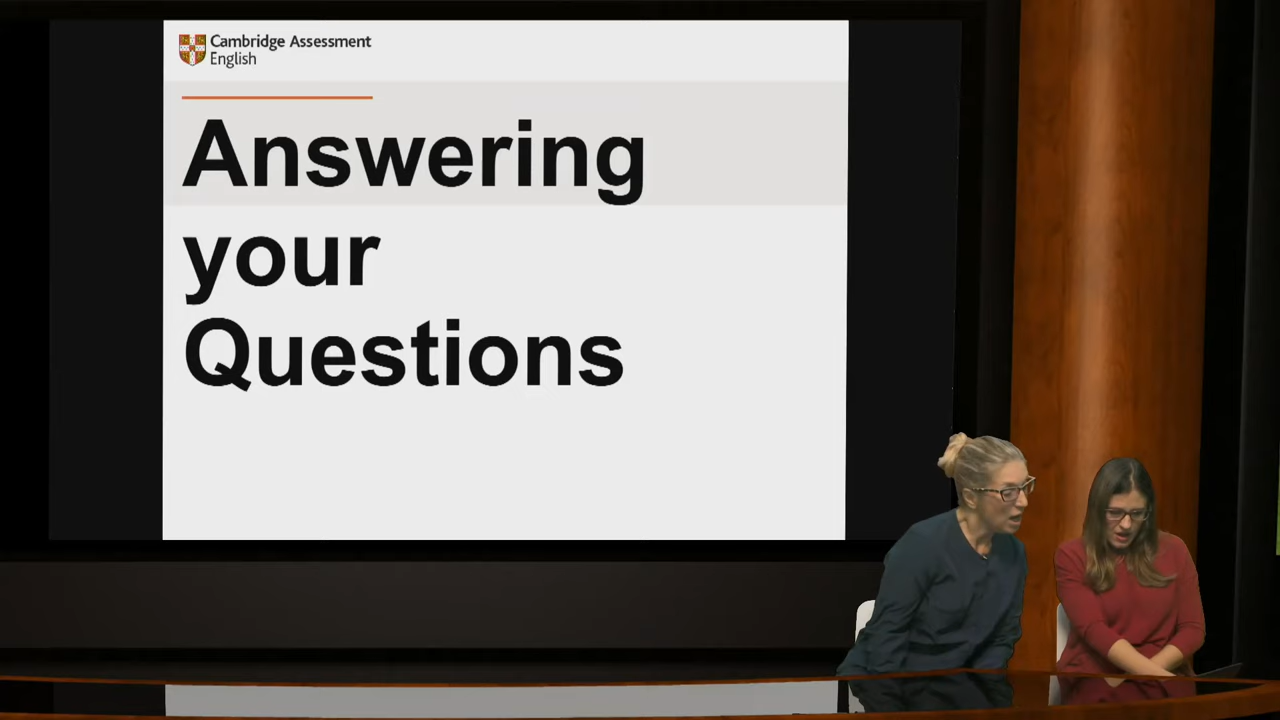 Cambridge Assessment
English
Answering
your
Questions